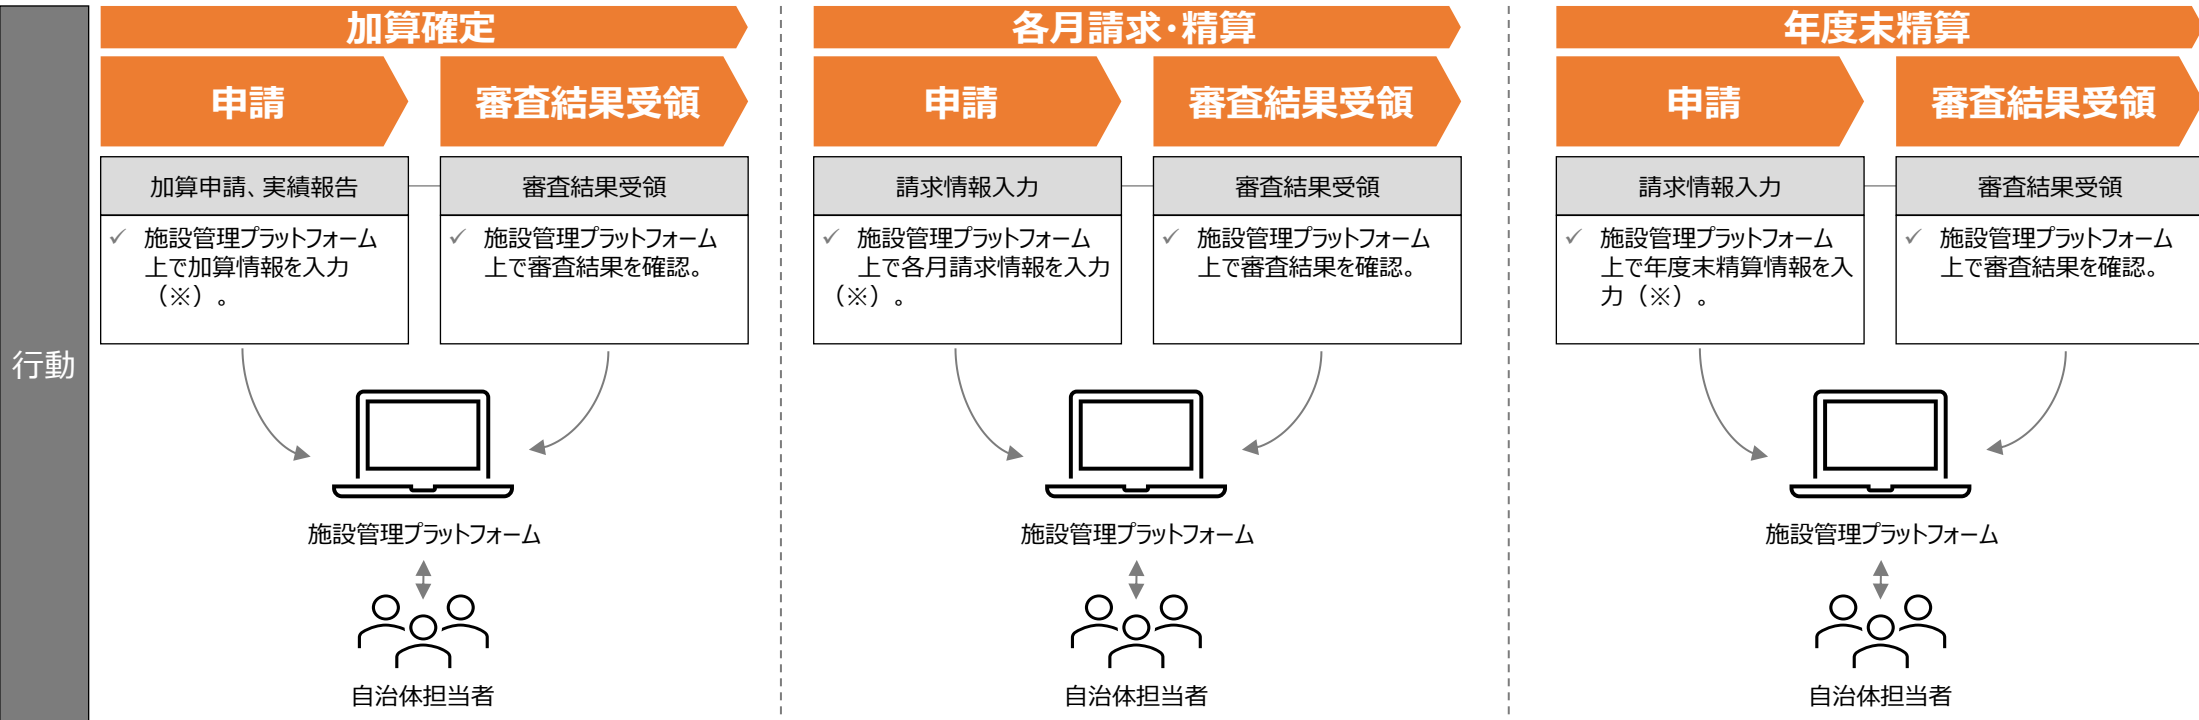 行動
加算確定
申請
審査結果受領
加算申請、実績報告
✓ 施設管理プラットフォーム
上で加算情報を入力
（※）。
審査結果受領
✓ 施設管理プラットフォーム
上で審査結果を確認。
施設管理プラットフォーム
自治体担当者
各月請求・精算
申請
審査結果受領
請求情報入力
✓ 施設管理プラットフォーム
上で各月請求情報を入力
（※）。
審査結果受領
✓ 施設管理プラットフォーム
上で審査結果を確認。
施設管理プラットフォーム
自治体担当者
年度末精算
申請
審査結果受領
請求情報入力
✓ 施設管理プラットフォーム
上で年度末精算情報を入
力（※）。
審査結果受領
✓ 施設管理プラットフォーム
上で審査結果を確認。
施設管理プラットフォーム
自治体担当者